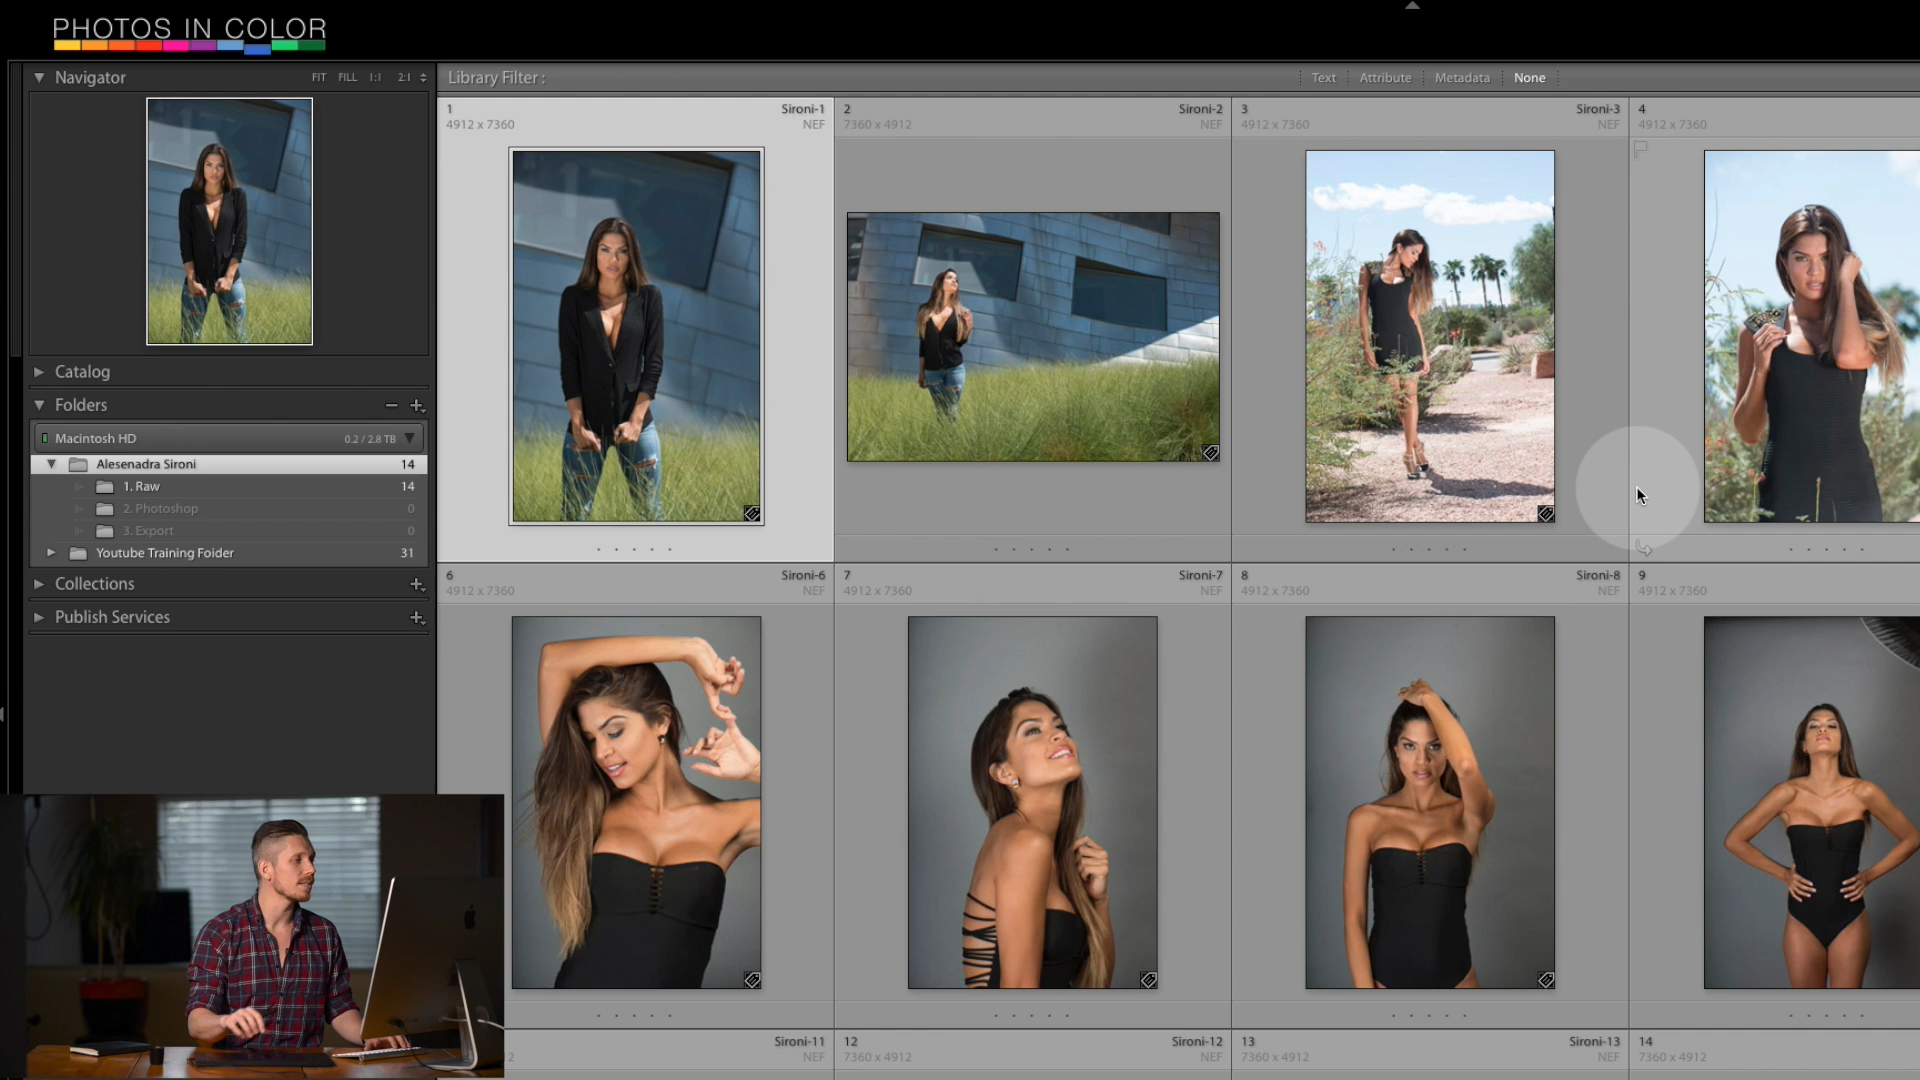 PHOTOS IN COLOR
Navigator
FIT FILL 1:1 2:1
Library Filter :
Text Attribute Metadata None
1 Sironi-1
4912 x 7360 NEF
2 Sironi-2
7360 x 4912 NEF
3 Sironi-3
4912 x 7360 NEF
4
4912 x 7360
Catalog
Folders
Macintosh HD 0.2 / 2.8 TB
Alesenadra Sironi 14
1. Raw 14
2. Photoshop 0
3. Export 0
Youtube Training Folder 31
Collections
Publish Services
6 Sironi-6
4912 x 7360 NEF
7 Sironi-7
4912 x 7360 NEF
8 Sironi-8
4912 x 7360 NEF
9
4912 x 7360
Sironi-11
2 NEF
12 Sironi-12
7360 x 4912 NEF
13 Sironi-13
7360 x 4912 NEF
14
7360 x 4912